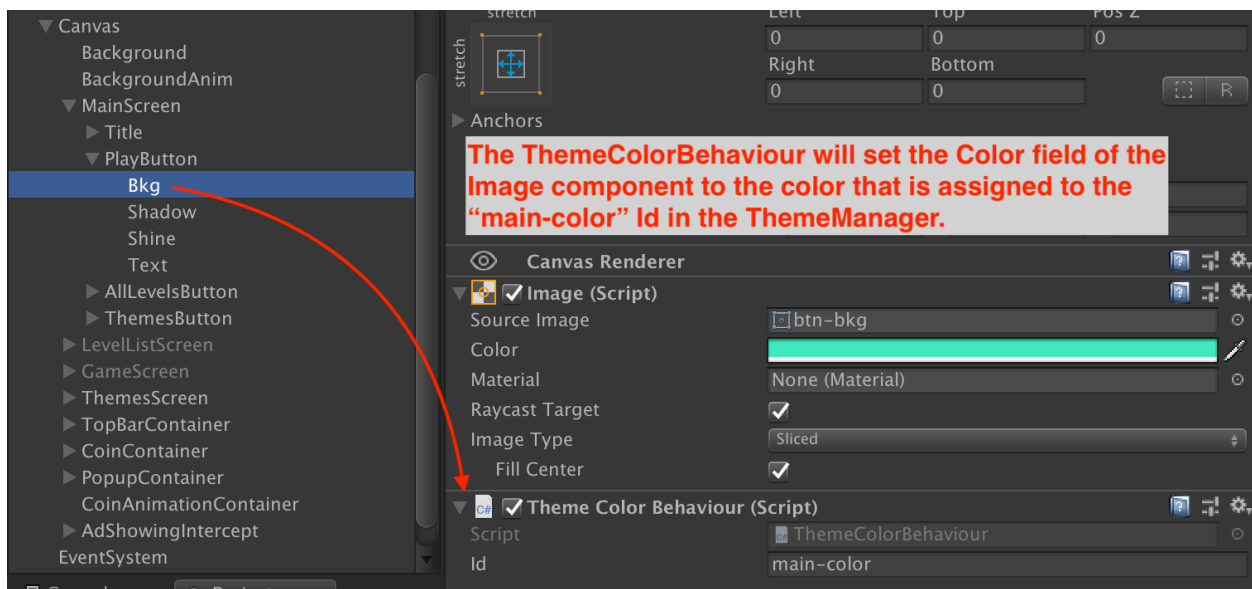 Canvas
Background
BackgroundAnim
MainScreen
Title
PlayButton
Bkg
Shadow
Shine
Text
AllLevelsButton
ThemesButton
LevelListScreen
GameScreen
ThemesScreen
TopBarContainer
CoinContainer
PopupContainer
CoinAnimationContainer
AdShowingIntercept
EventSystem
stretch
Left Top Pos Z
stretch
0 0 0
Right Bottom
0 0
R
Anchors
The ThemeColorBehaviour will set the Color field of the
Image component to the color that is assigned to the
“main-color” Id in the ThemeManager.
Canvas Renderer
Image (Script)
Source Image btn-bkg
Color
Material None (Material)
Raycast Target
Image Type Sliced
Fill Center
C# Theme Color Behaviour (Script)
Script ThemeColorBehaviour
Id main-color